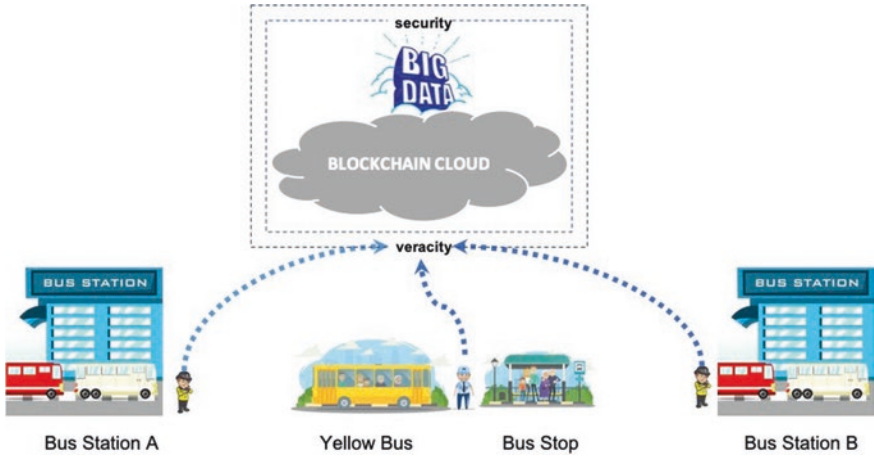 security
BIG
DATA
BLOCKCHAIN CLOUD
veracity
BUS STATION
BUS STATION
Bus Station A
Yellow Bus
Bus Stop
Bus Station B